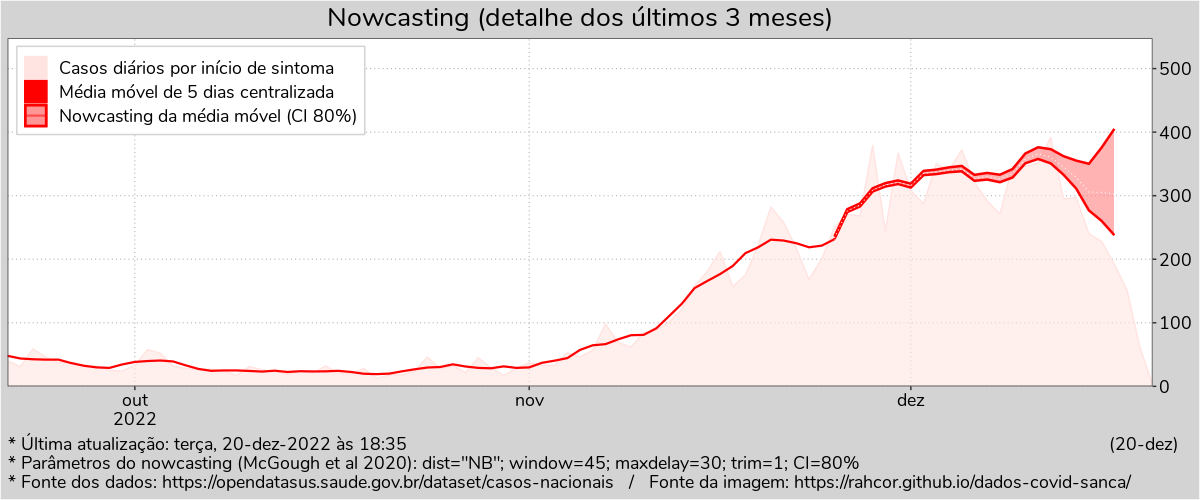 Nowcasting (detalhe dos últimos 3 meses)
Casos diários por início de sintoma
Média móvel de 5 dias centralizada
Nowcasting da média móvel (CI 80%)
500
400
300
200
100
0
out
2022
nov
dez
* Última atualização: terça, 20-dez-2022 às 18:35
(20-dez)
* Parâmetros do nowcasting (McGough et al 2020): dist="NB"; window=45; maxdelay=30; trim=1; CI=80%
* Fonte dos dados: https://opendatasus.saude.gov.br/dataset/casos-nacionais / Fonte da imagem: https://rahcor.github.io/dados-covid-sanca/